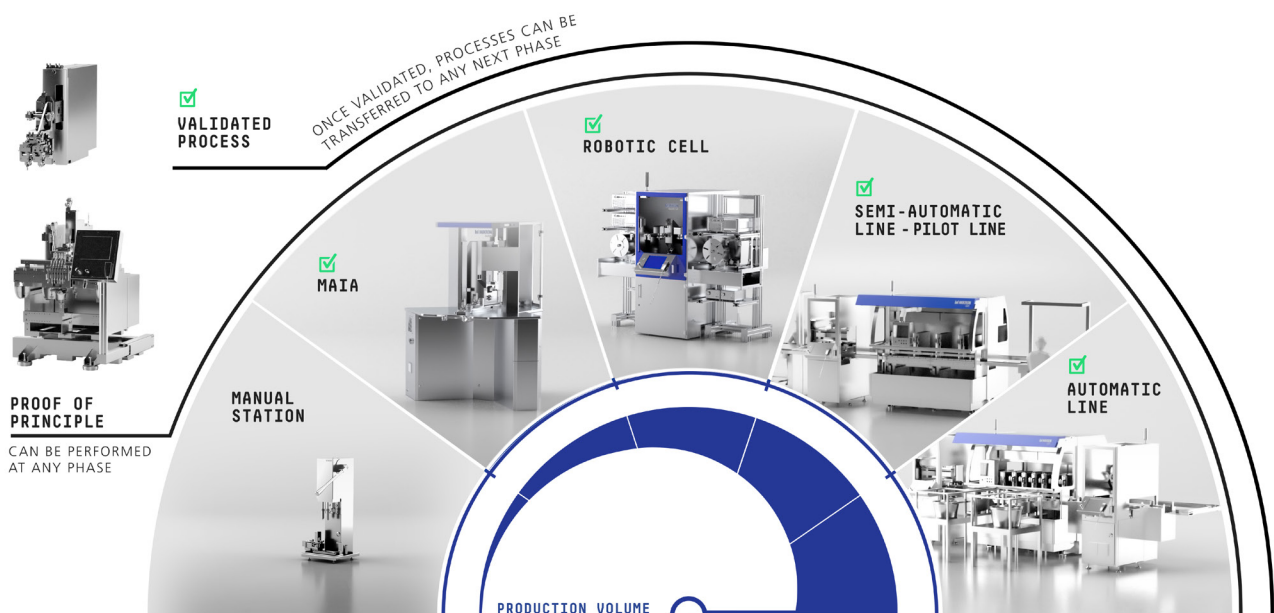 ONCE VALIDATED, PROCESSES CAN BE
TRANSFERRED TO ANY NEXT PHASE
VALIDATED
PROCESS
ROBOTIC CELL
SEMI-AUTOMATIC
LINE - PILOT LINE
MAIA
AUTOMATIC
LINE
MANUAL
STATION
PROOF OF
PRINCIPLE
CAN BE PERFORMED
AT ANY PHASE
PRODUCTION VOLUME